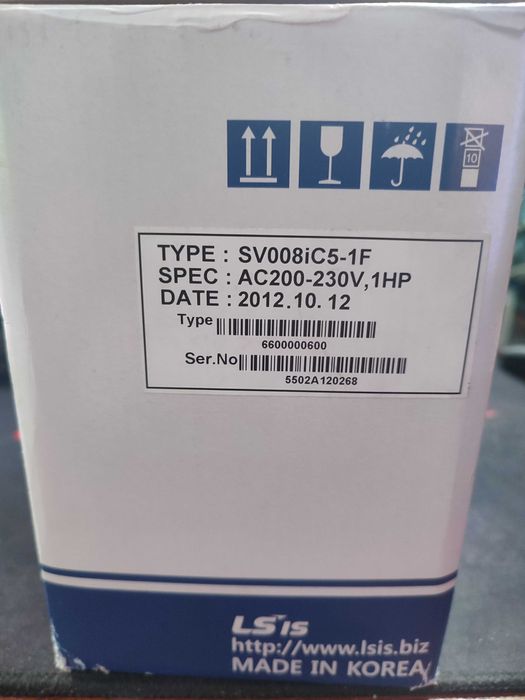 10
TYPE : SV008iC5-1F
SPEC : AC200-230V,1HP
DATE : 2012.10. 12
Type
6600000600
Ser.No
5502A120268
LS is
http://www.lsis.biz
MADE IN KOREA